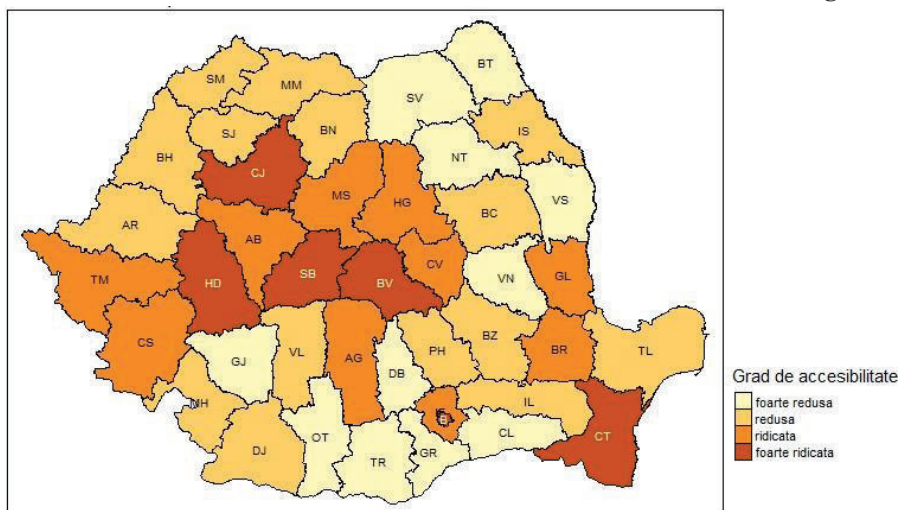 BT
SM
MM
SV
SJ
BN
IS
BH
NT
CJ
MS
HG
VS
AR
BC
AB
CV
TM
HD
SB
BV
VN
GL
CS
GJ
VL
AG
DB
PH
BZ
BR
TL
MH
IL
OT
CL
CT
DJ
TR
GR
Grad de accesibilitate
foarte redusa
redusa
ridicata
foarte ridicata